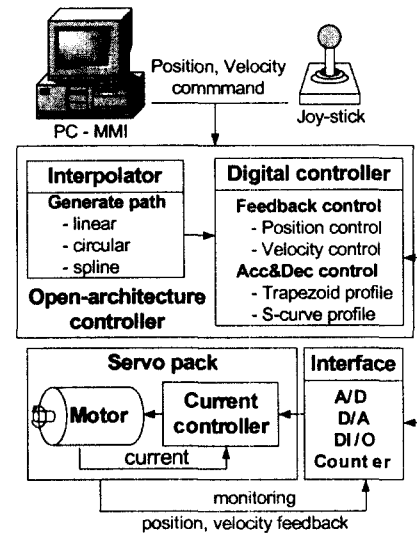 Position, Velocity
commmand
PC - MMI
Joy-stick
Interpolator
Generate path
- linear
- circular
- spline
Open-architecture
controller
Digital controller
Feedback control
- Position control
- Velocity control
Acc&Dec control
- Trapezoid profile
- S-curve profile
Servo pack
Motor
Current
controller
current
Interface
A/D
D/A
DI/O
Counter
monitoring
position, velocity feedback